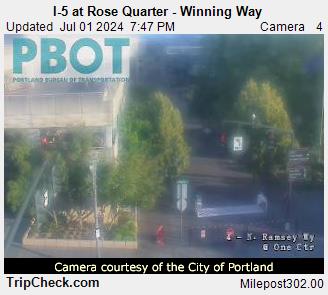 I-5 at Rose Quarter - Winning Way
Updated Jul 01 2024 7:47 PM Camera 4
PBOT
PORTLAND BUREAU OF TRANSPORTATION
4 - N. Ramsey Wy
@ One Ctr
Camera courtesy of the City of Portland
TripCheck.com Milepost302.00